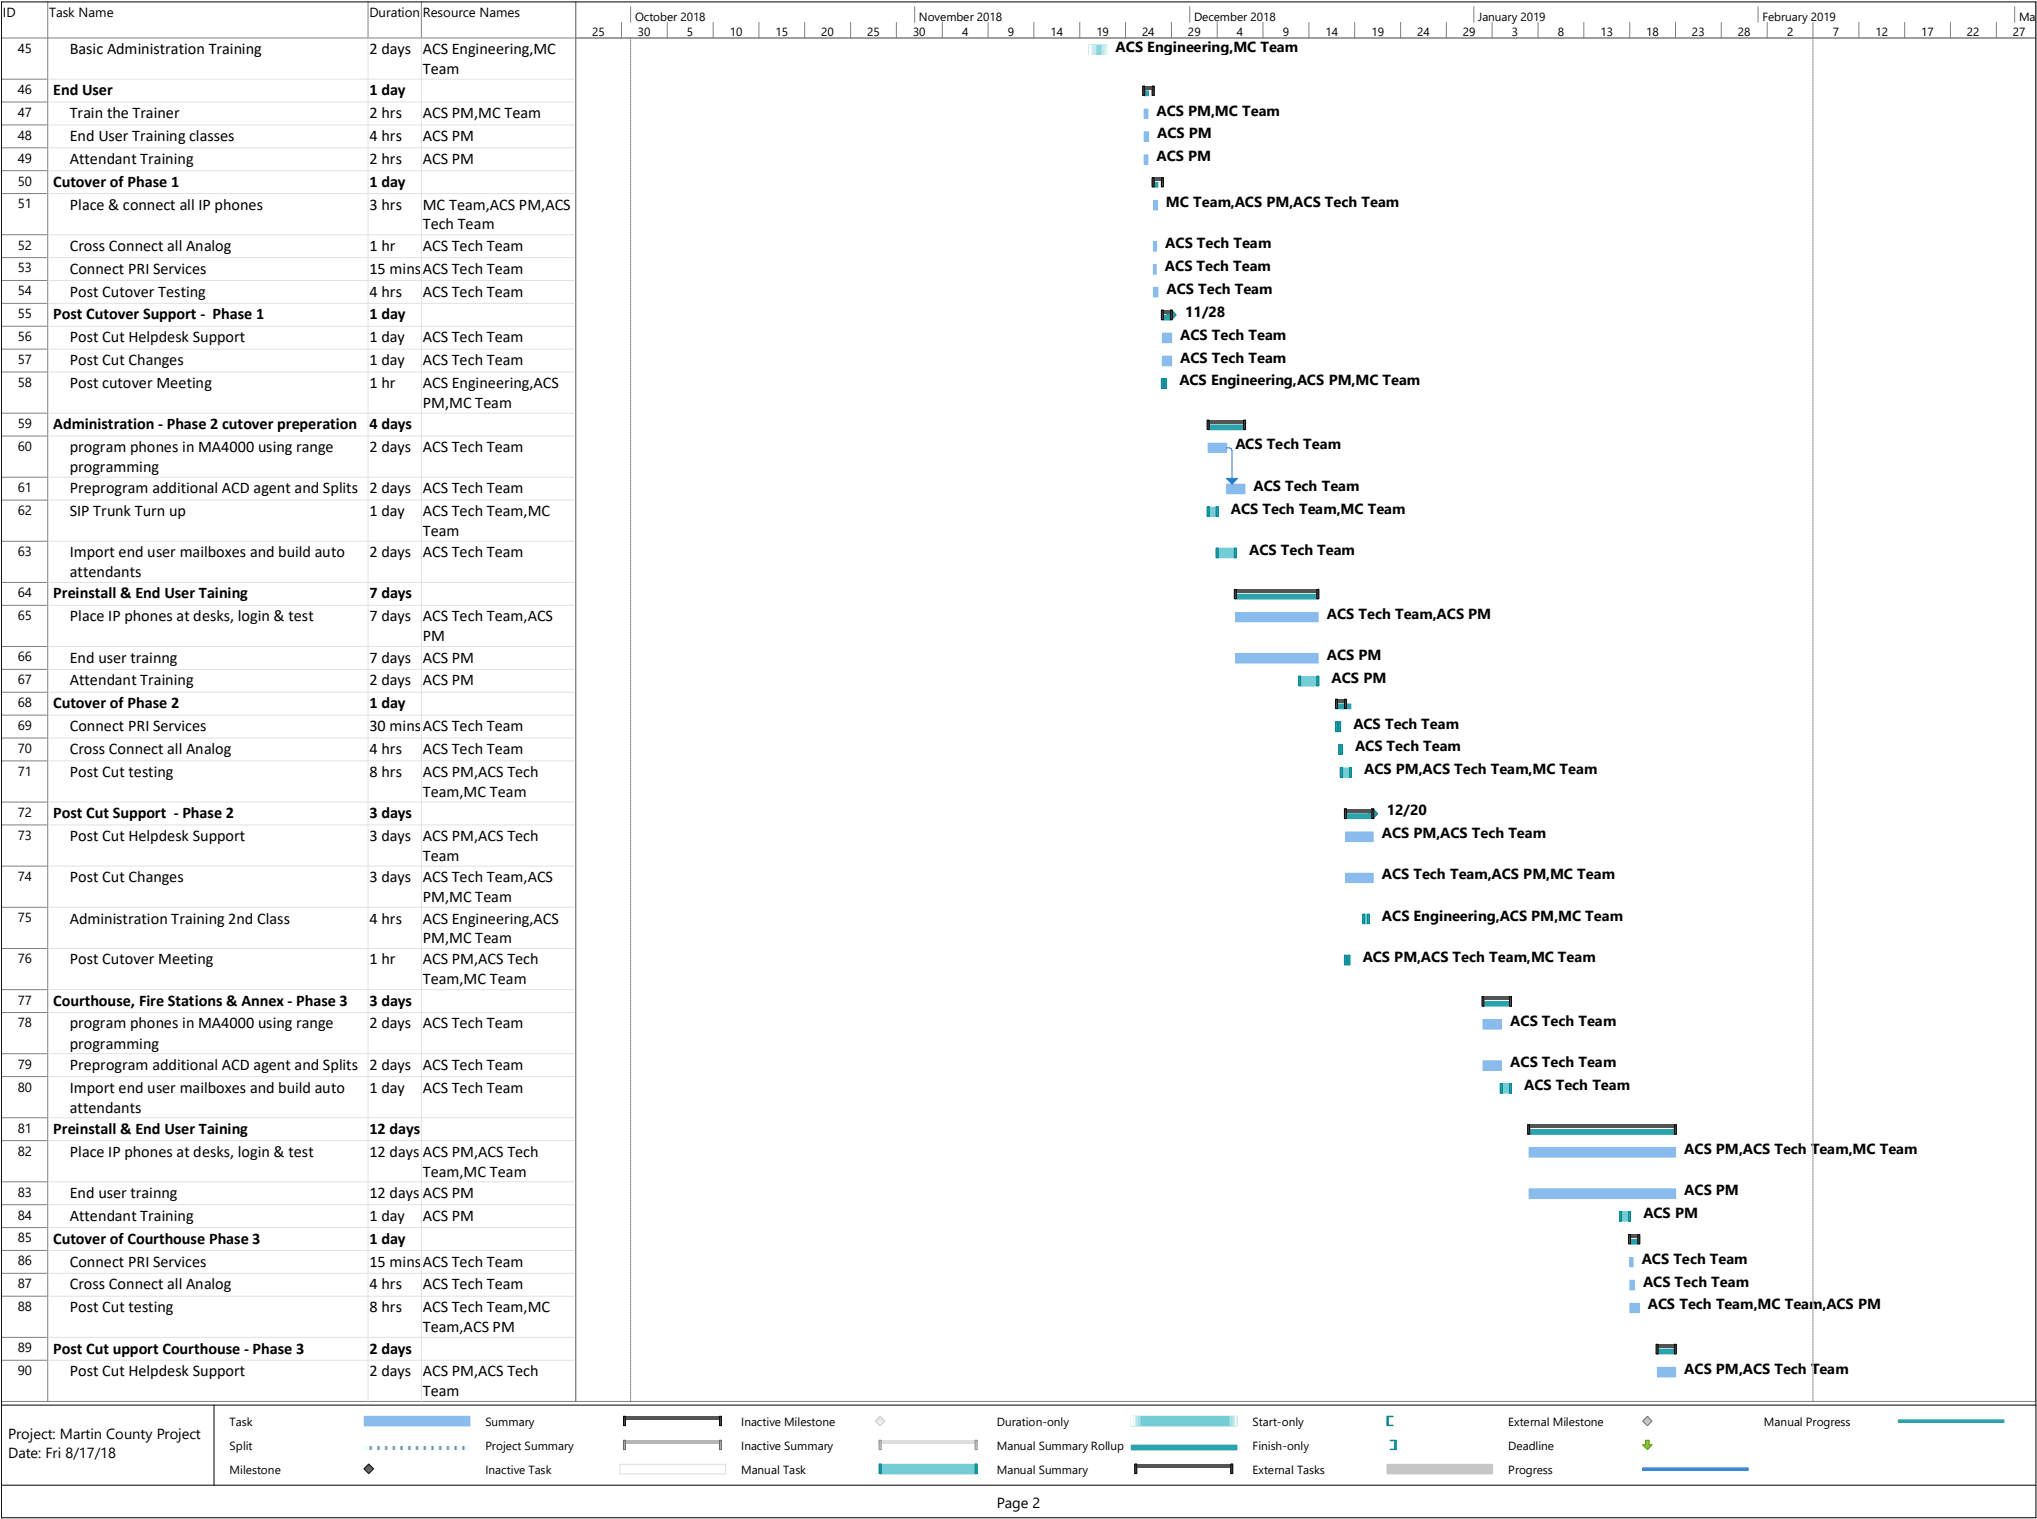 ID Task Name Duration Resource Names
October 2018 November 2018 December 2018 January 2019 February 2019 Ma
25 30 5 10 15 20 25 30 4 9 14 19 24 29 4 9 14 19 24 29 3 8 13 18 23 28 2 7 12 17 22 27
45 Basic Administration Training 2 days ACS Engineering,MC ACS Engineering,MC Team
Team
46 End User 1 day
47 Train the Trainer 2 hrs ACS PM,MC Team ACS PM,MC Team
48 End User Training classes 4 hrs ACS PM ACS PM
49 Attendant Training 2 hrs ACS PM ACS PM
50 Cutover of Phase 1 1 day
51 Place & connect all IP phones 3 hrs MC Team,ACS PM,ACS MC Team,ACS PM,ACS Tech Team
Tech Team
52 Cross Connect all Analog 1 hr ACS Tech Team ACS Tech Team
53 Connect PRI Services 15 mins ACS Tech Team ACS Tech Team
54 Post Cutover Testing 4 hrs ACS Tech Team ACS Tech Team
55 Post Cutover Support - Phase 1 1 day 11/28
56 Post Cut Helpdesk Support 1 day ACS Tech Team ACS Tech Team
57 Post Cut Changes 1 day ACS Tech Team ACS Tech Team
58 Post cutover Meeting 1 hr ACS Engineering,ACS ACS Engineering,ACS PM,MC Team
PM,MC Team
59 Administration - Phase 2 cutover preperation 4 days
60 program phones in MA4000 using range 2 days ACS Tech Team ACS Tech Team
programming
61 Preprogram additional ACD agent and Splits 2 days ACS Tech Team ACS Tech Team
62 SIP Trunk Turn up 1 day ACS Tech Team,MC ACS Tech Team,MC Team
Team
63 Import end user mailboxes and build auto 2 days ACS Tech Team ACS Tech Team
attendants
64 Preinstall & End User Taining 7 days
65 Place IP phones at desks, login & test 7 days ACS Tech Team,ACS ACS Tech Team,ACS PM
PM
66 End user trainng 7 days ACS PM ACS PM
67 Attendant Training 2 days ACS PM ACS PM
68 Cutover of Phase 2 1 day
69 Connect PRI Services 30 mins ACS Tech Team ACS Tech Team
70 Cross Connect all Analog 4 hrs ACS Tech Team ACS Tech Team
71 Post Cut testing 8 hrs ACS PM,ACS Tech ACS PM,ACS Tech Team,MC Team
Team,MC Team
72 Post Cut Support - Phase 2 3 days 12/20
73 Post Cut Helpdesk Support 3 days ACS PM,ACS Tech ACS PM,ACS Tech Team
Team
74 Post Cut Changes 3 days ACS Tech Team,ACS ACS Tech Team,ACS PM,MC Team
PM,MC Team
75 Administration Training 2nd Class 4 hrs ACS Engineering,ACS ACS Engineering,ACS PM,MC Team
PM,MC Team
76 Post Cutover Meeting 1 hr ACS PM,ACS Tech ACS PM,ACS Tech Team,MC Team
Team,MC Team
77 Courthouse, Fire Stations & Annex - Phase 3 3 days
78 program phones in MA4000 using range 2 days ACS Tech Team ACS Tech Team
programming
79 Preprogram additional ACD agent and Splits 2 days ACS Tech Team ACS Tech Team
80 Import end user mailboxes and build auto 1 day ACS Tech Team ACS Tech Team
attendants
81 Preinstall & End User Taining 12 days
82 Place IP phones at desks, login & test 12 days ACS PM,ACS Tech ACS PM,ACS Tech Team,MC Team
Team,MC Team
83 End user trainng 12 days ACS PM ACS PM
84 Attendant Training 1 day ACS PM ACS PM
85 Cutover of Courthouse Phase 3 1 day
86 Connect PRI Services 15 mins ACS Tech Team ACS Tech Team
87 Cross Connect all Analog 4 hrs ACS Tech Team ACS Tech Team
88 Post Cut testing 8 hrs ACS Tech Team,MC ACS Tech Team,MC Team,ACS PM
Team,ACS PM
89 Post Cut upport Courthouse - Phase 3 2 days
90 Post Cut Helpdesk Support 2 days ACS PM,ACS Tech ACS PM,ACS Tech Team
Team
Project: Martin County Project
Date: Fri 8/17/18
Task Summary Inactive Milestone Duration-only Start-only External Milestone Manual Progress
Split Project Summary Inactive Summary Manual Summary Rollup Finish-only Deadline
Milestone Inactive Task Manual Task Manual Summary External Tasks Progress
Page 2